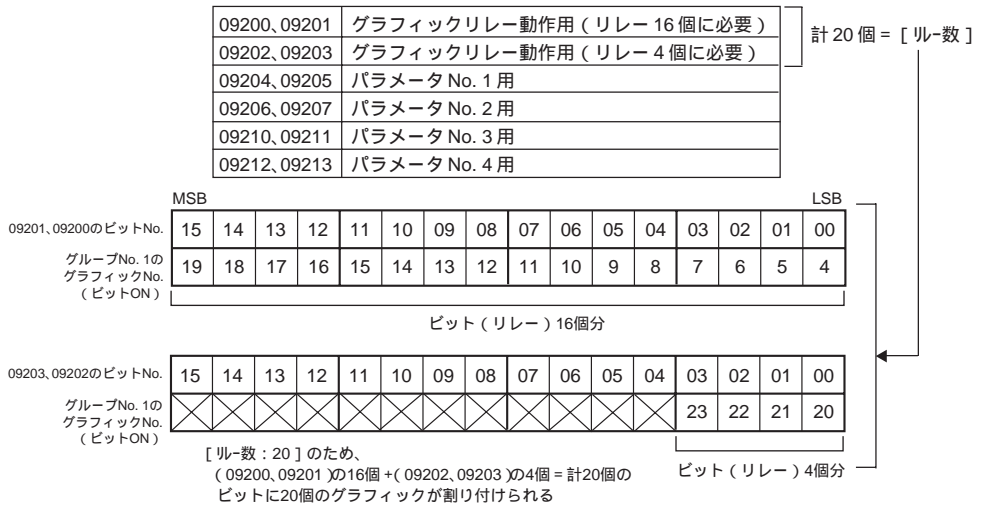 09200、09201 グラフィックリレー動作用（リレー 16 個に必要）
09202、09203 グラフィックリレー動作用（リレー 4 個に必要）
計 20 個 = ［ﾘﾚｰ数］
09204、09205 パラメータ No. 1 用
09206、09207 パラメータ No. 2 用
09210、09211 パラメータ No. 3 用
09212、09213 パラメータ No. 4 用
MSB LSB
09201、09200のビットNo. 15 14 13 12 11 10 09 08 07 06 05 04 03 02 01 00
グループNo. 1の
グラフィックNo.
（ビットON）
19 18 17 16 15 14 13 12 11 10 9 8 7 6 5 4
ビット（リレー）16個分
09203、09202のビットNo. 15 14 13 12 11 10 09 08 07 06 05 04 03 02 01 00
グループNo. 1の
グラフィックNo.
（ビットON）
23 22 21 20
ビット（リレー）4個分
［ﾘﾚｰ数：20］のため、
（09200、09201）の16個 +（09202、09203）の4個 = 計20個の
ビットに20個のグラフィックが割り付けられる